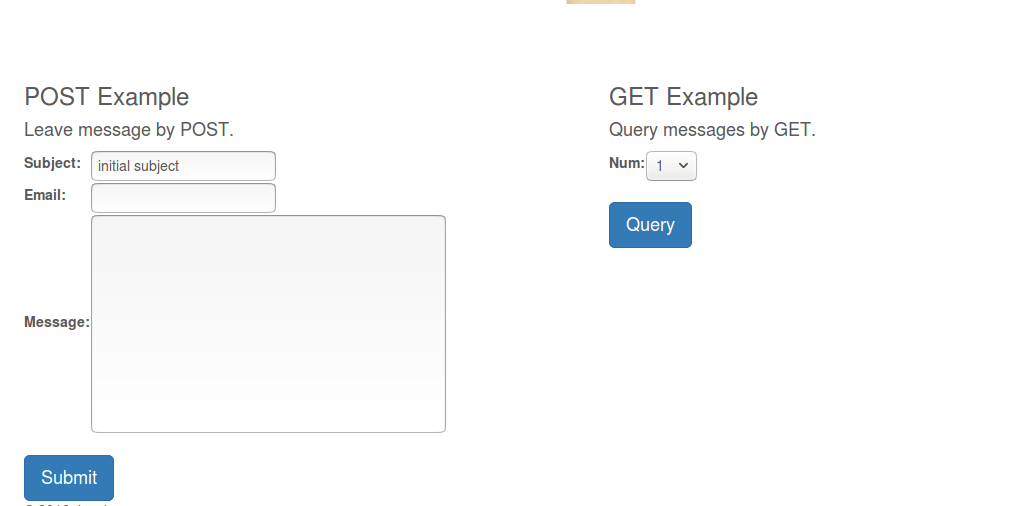 POST Example
Leave message by POST.
Subject: initial subject
Email:
Message:
Submit
GET Example
Query messages by GET.
Num: 1
Query